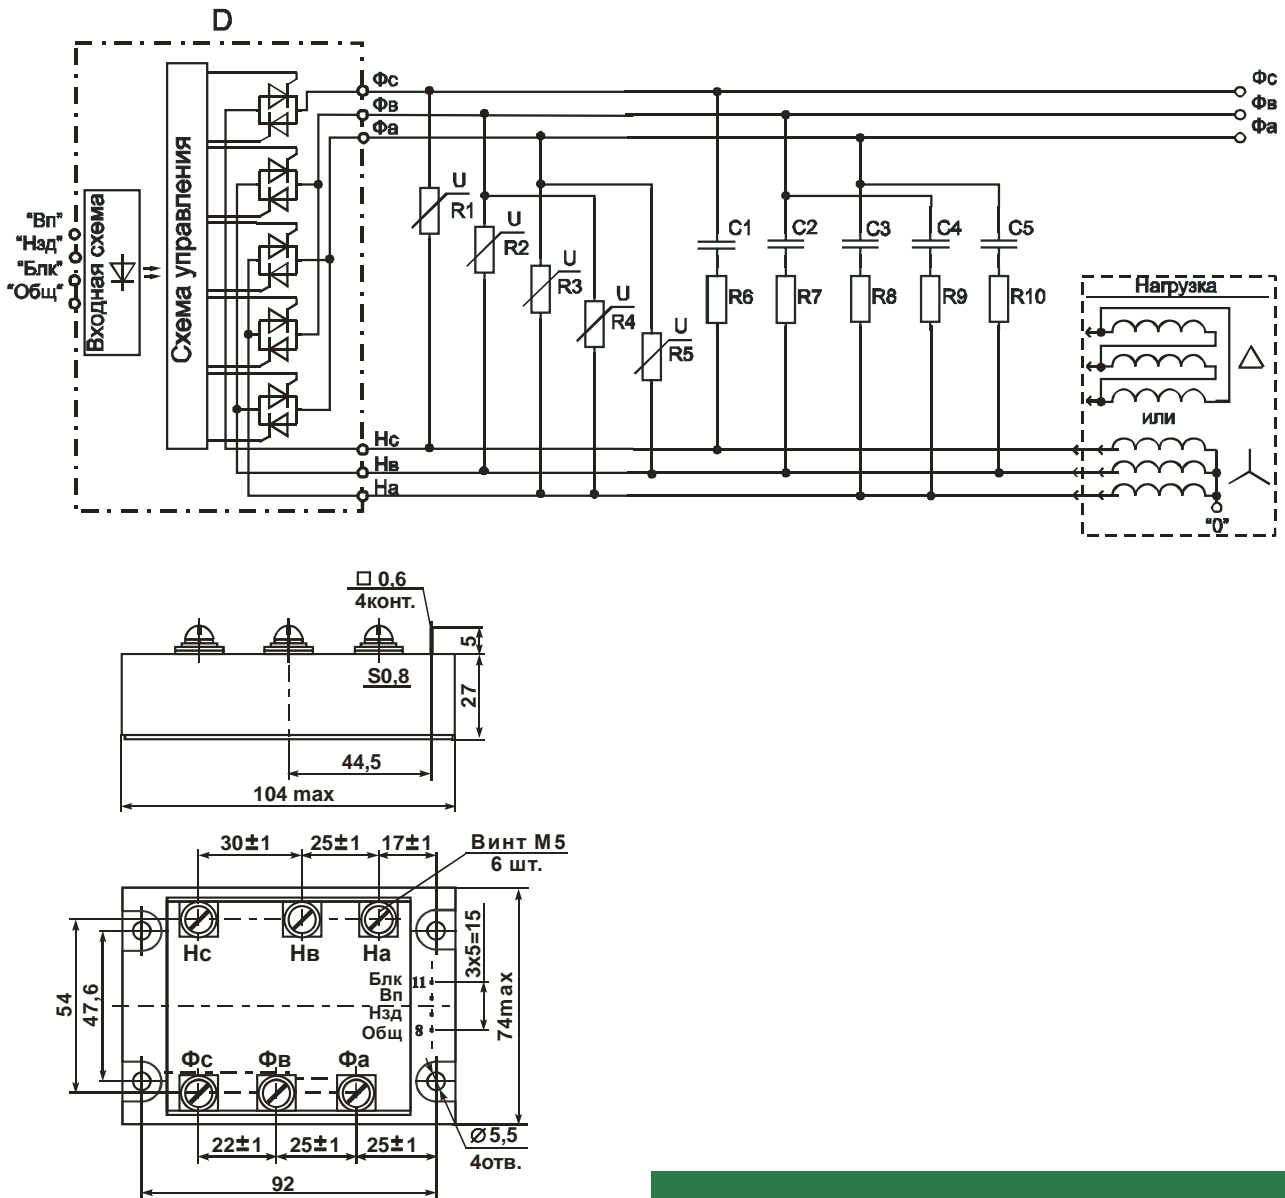 D
Фс
Фв
Фа
Фс
Фв
Фа
Схема управления
Входная схема
“Вп”
“Нзд”
“Блк”
“Общ“
U
R1
U
R2
U
R3
U
R4
U
R5
C1
C2
C3
C4
C5
R6
R7
R8
R9
R10
Нагрузка
или
Нс
Нв
На
“0”
□ 0,6
4конт.
5
S0,8
27
44,5
104 max
30±1
25±1
17±1
Винт М5
6 шт.
Нс
Нв
На
Блк 11
Вп
Нзд
Общ 8
3x5=15
74max
54
47,6
Фс
Фв
Фа
22±1
25±1
25±1
⌀5,5
4отв.
92